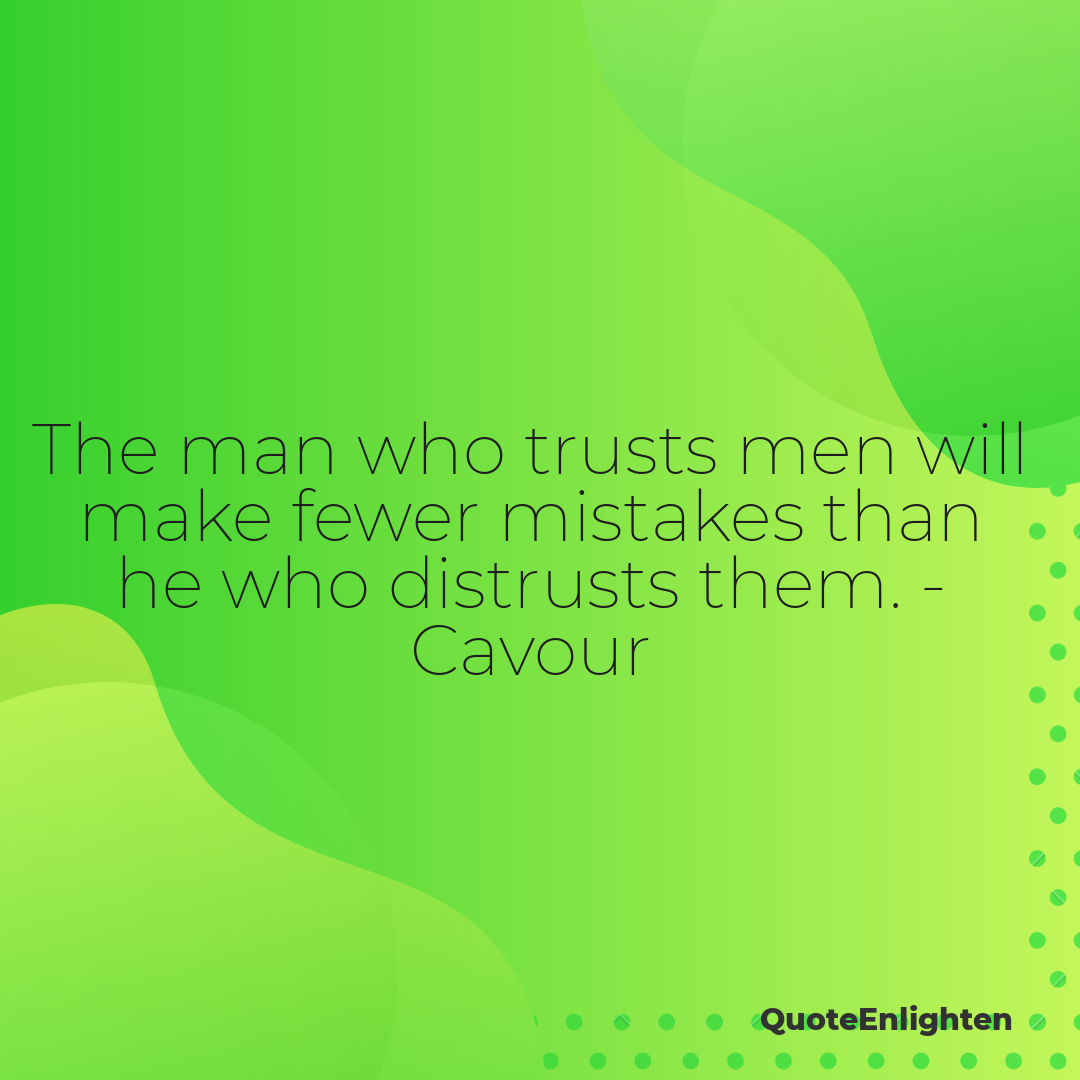 The man who trusts men will
make fewer mistakes than
he who distrusts them. -
Cavour
QuoteEnlighten